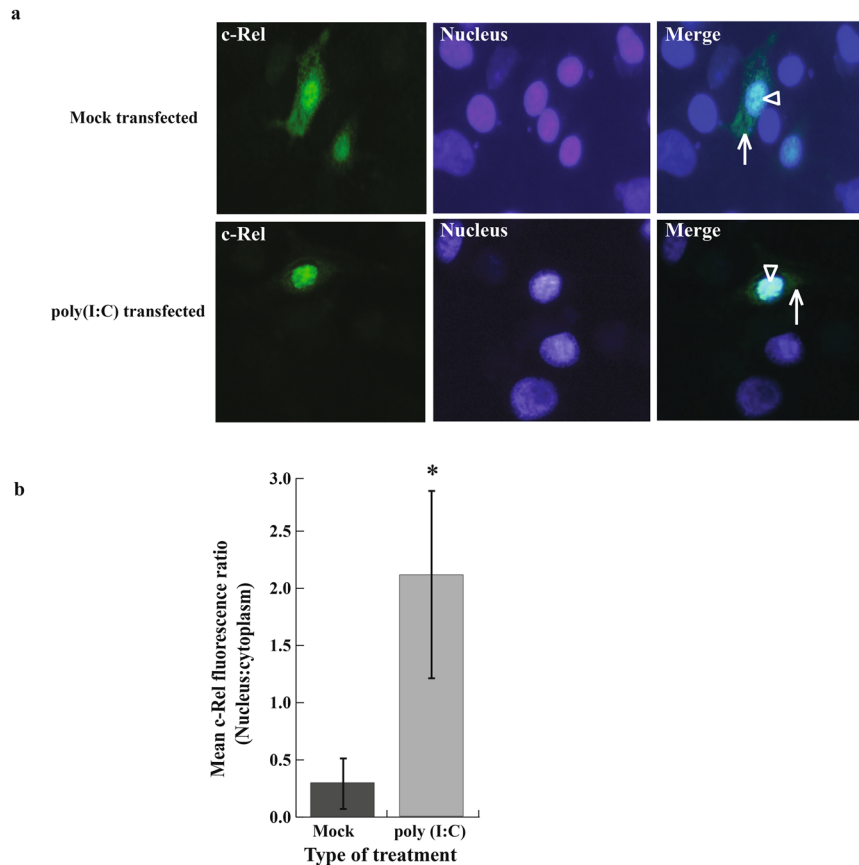 a
c-Rel
Nucleus
Merge
Mock transfected
c-Rel
Nucleus
Merge
poly(I:C) transfected
b
3.0
2.5
2.0
1.5
1.0
0.5
0.0
Mean c-Rel fluorescence ratio
(Nucleus:cytoplasm)
*
Mock
poly (I:C)
Type of treatment